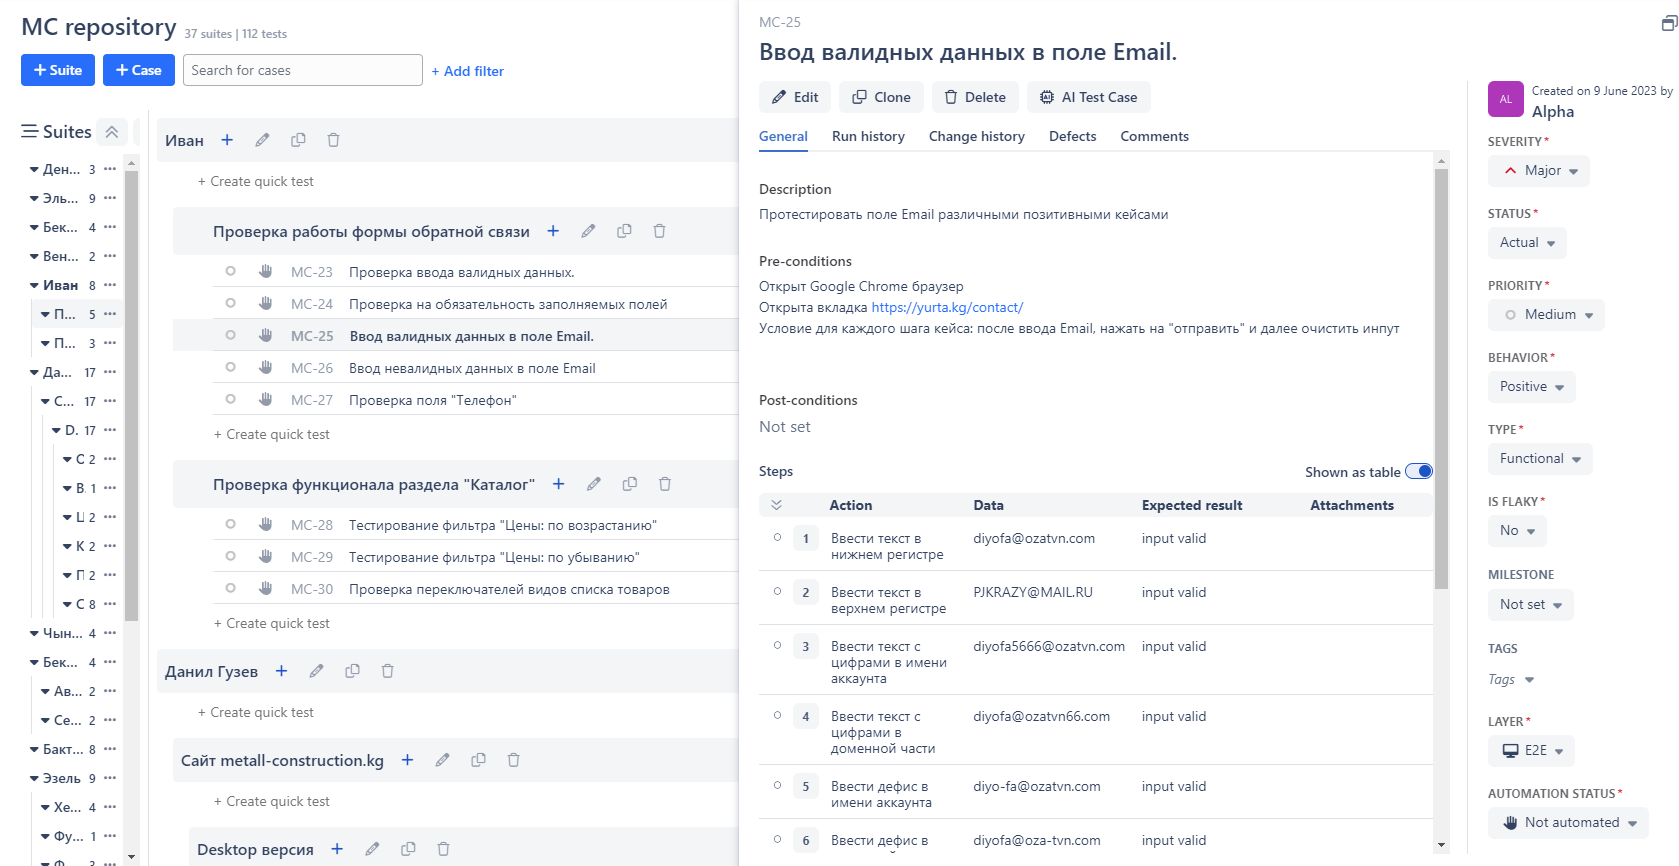 MC repository 37 suites | 112 tests
+ Suite
+ Case
Search for cases
+ Add filter
Suites
Ден... 3 ···
Эль... 9 ···
Бек... 4 ···
Вен... 2 ···
Иван 8 ···
П... 5 ···
П... 3 ···
Да... 17 ···
С... 17 ···
D. 17 ···
С 2 ···
В. 1 ···
Ц 2 ···
К 2 ···
П 2 ···
С 8 ···
Чын... 4 ···
Бек... 4 ···
Ав... 2 ···
Се... 2 ···
Бакт... 8 ···
Эзель 9 ···
Хе... 4 ···
Фу... 1 ···
Иван +
+ Create quick test
Проверка работы формы обратной связи +
MC-23 Проверка ввода валидных данных.
MC-24 Проверка на обязательность заполняемых полей
MC-25 Ввод валидных данных в поле Email.
MC-26 Ввод невалидных данных в поле Email
MC-27 Проверка поля "Телефон"
+ Create quick test
Проверка функционала раздела "Каталог" +
MC-28 Тестирование фильтра "Цены: по возрастанию"
MC-29 Тестирование фильтра "Цены: по убыванию"
MC-30 Проверка переключателей видов списка товаров
+ Create quick test
Данил Гузев +
+ Create quick test
Сайт metall-construction.kg +
+ Create quick test
Desktop версия +
MC-25
Ввод валидных данных в поле Email.
Edit
Clone
Delete
AI Test Case
General Run history Change history Defects Comments
Description
Протестировать поле Email различными позитивными кейсами
Pre-conditions
Открыт Google Chrome браузер
Открыта вкладка https://yurta.kg/contact/
Условие для каждого шага кейса: после ввода Email, нажать на "отправить" и далее очистить инпут
Post-conditions
Not set
Steps
Shown as table
Action Data Expected result Attachments
1 Ввести текст в diyofa@ozatvn.com input valid
нижнем регистре
2 Ввести текст в PJKRAZY@MAIL.RU input valid
верхнем регистре
3 Ввести текст с diyofa5666@ozatvn.com input valid
цифрами в имени
аккаунта
4 Ввести текст с diyofa@ozatvn66.com input valid
цифрами в
доменной части
5 Ввести дефис в diyo-fa@ozatvn.com input valid
имени аккаунта
6 Ввести дефис в diyofa@oza-tvn.com input valid
AL
Created on 9 June 2023 by
Alpha
SEVERITY*
Major
STATUS*
Actual
PRIORITY*
Medium
BEHAVIOR*
Positive
TYPE*
Functional
IS FLAKY*
No
MILESTONE
Not set
TAGS
Tags
LAYER*
E2E
AUTOMATION STATUS*
Not automated